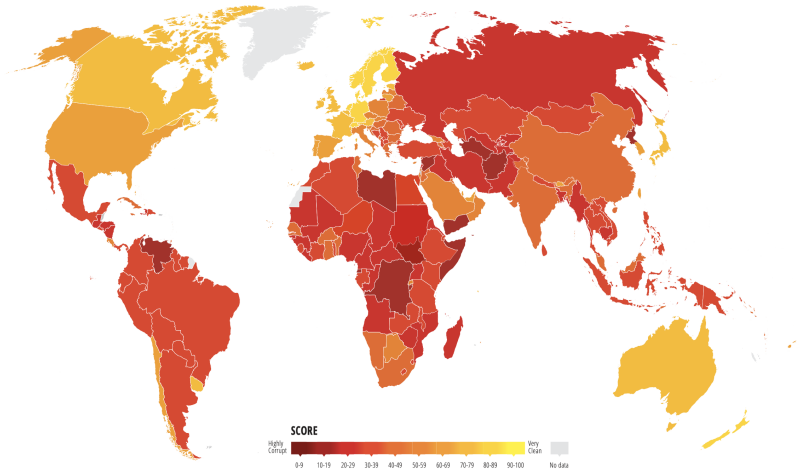 SCORE
Highly
Corrupt
Very
Clean
0-9 10-19 20-29 30-39 40-49 50-59 60-69 70-79 80-89 90-100 No data